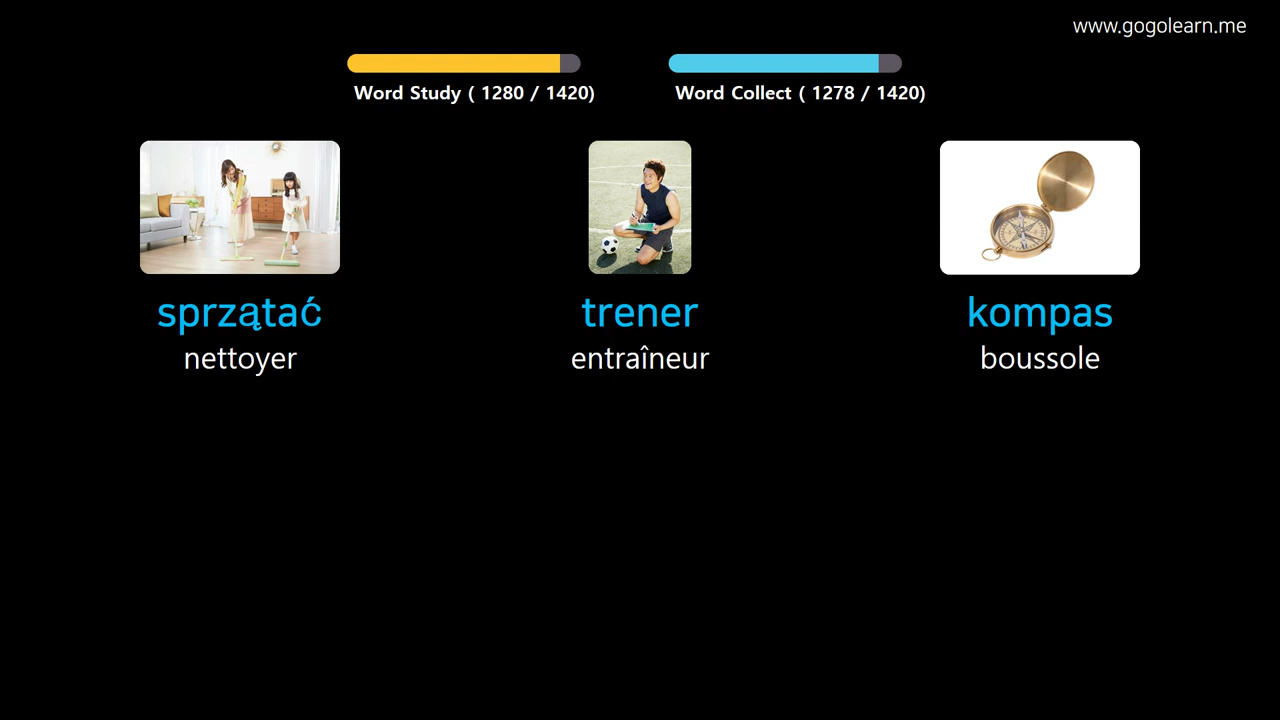 www.gogolearn.me
Word Study ( 1280 / 1420)
Word Collect ( 1278 / 1420)
sprzątać
nettoyer
trener
entraîneur
kompas
boussole